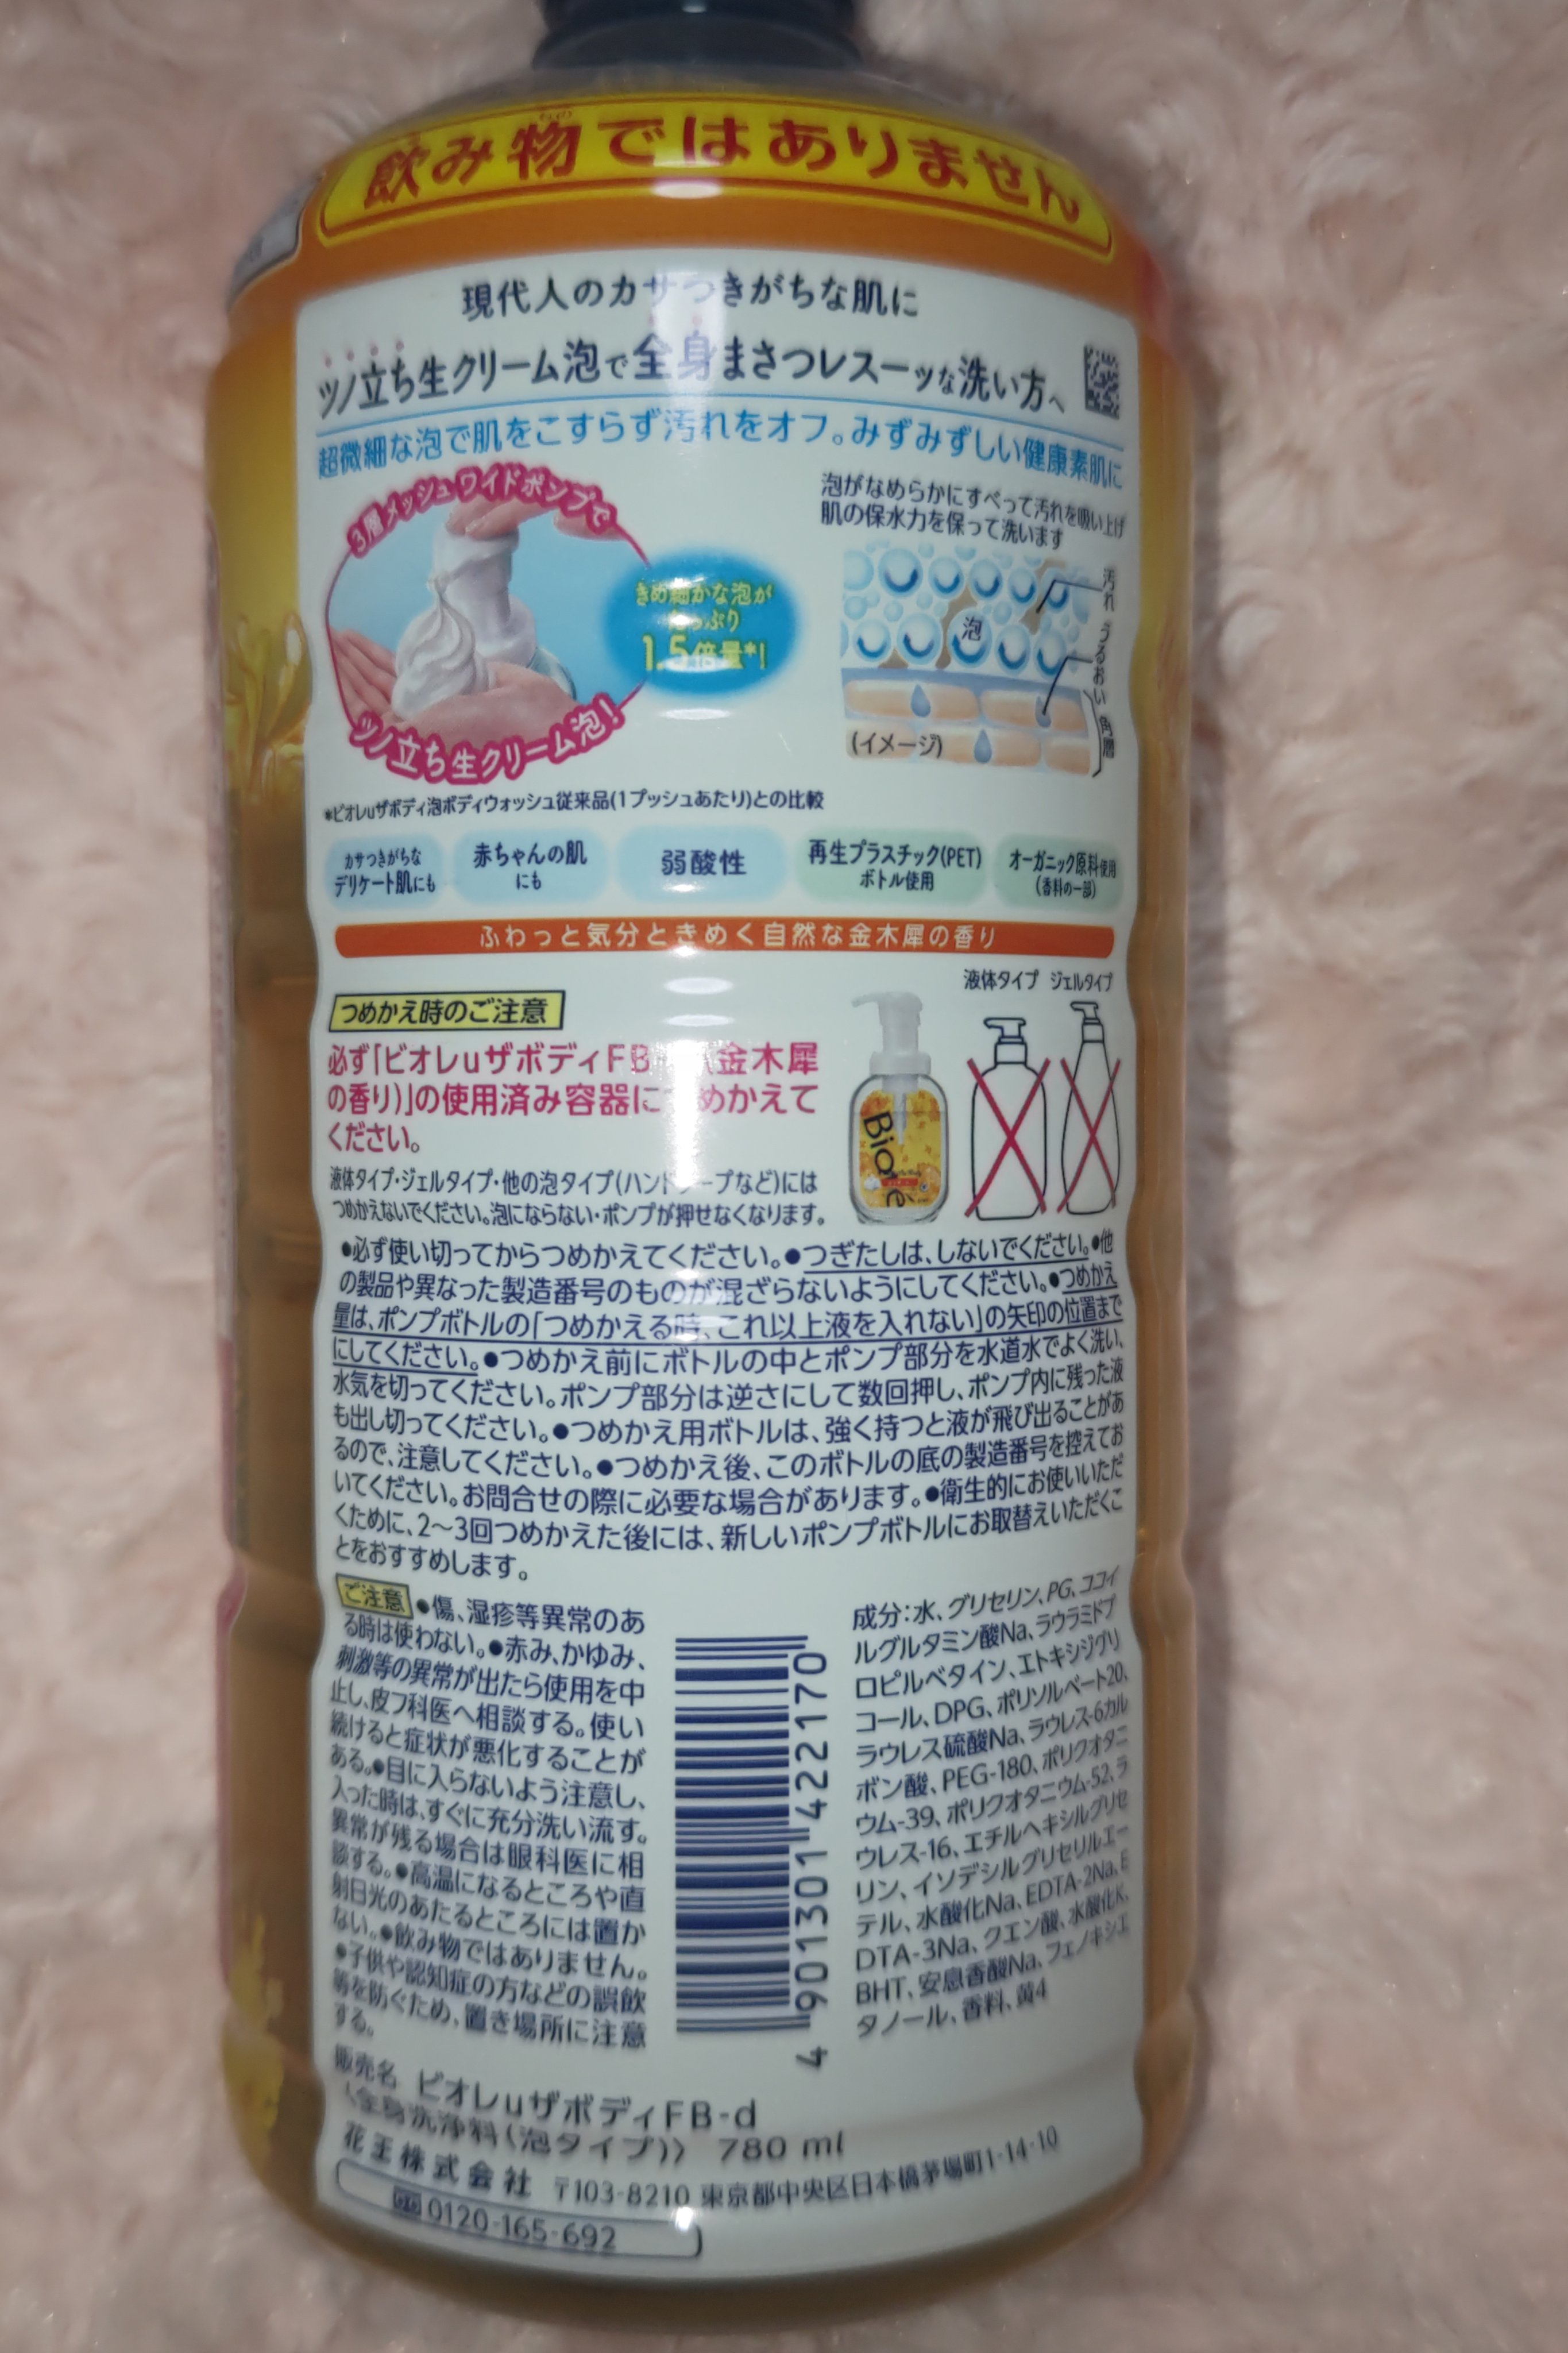 飲み物ではありません
現代人のカサつきがちな肌に
ツノ立ち生クリーム泡で全身まさつレスーッな洗い方へ
超微細な泡で肌をこすらず汚れをオフ。みずみずしい健康素肌に
3層メッシュワイドポンプで
ツノ立ち生クリーム泡!
きめ細かな泡が
たっぷり
1.5倍量*!
泡がなめらかにすべって汚れを吸い上げ
肌の保水力を保って洗います
汚れ
泡
うるおい
角層
(イメージ)
*ビオレuザボディ泡ボディウォッシュ従来品(1プッシュあたり)との比較
カサつきがちな
デリケート肌にも
赤ちゃんの肌
にも
弱酸性
再生プラスチック(PET)
ボトル使用
オーガニック原料使用
(香料の一部)
ふわっと気分ときめく自然な金木犀の香り
つめかえ時のご注意
必ず「ビオレuザボディFB 金木犀
の香り)」の使用済み容器に めかえて
ください。
液体タイプ・ジェルタイプ・他の泡タイプ(ハンドソープなど)には
つめかえないでください。泡にならない・ポンプが押せなくなります。
液体タイプ ジェルタイプ
Bioré
●必ず使い切ってからつめかえてください。●つぎたしは、しないでください。●他
の製品や異なった製造番号のものが混ざらないようにしてください。●つめかえ
量は、ポンプボトルの「つめかえる時、これ以上液を入れない」の矢印の位置まで
にしてください。●つめかえ前にボトルの中とポンプ部分を水道水でよく洗い、
水気を切ってください。ポンプ部分は逆さにして数回押し、ポンプ内に残った液
も出し切ってください。●つめかえ用ボトルは、強く持つと液が飛び出ることがあ
るので、注意してください。●つめかえ後、このボトルの底の製造番号を控えてお
いてください。お問合せの際に必要な場合があります。●衛生的にお使いいただ
くために、2〜3回つめかえた後には、新しいポンプボトルにお取替えいただくこ
とをおすすめします。
ご注意 ●傷、湿疹等異常のあ
る時は使わない。●赤み、かゆみ、
刺激等の異常が出たら使用を中
止し、皮フ科医へ相談する。使い
続けると症状が悪化することが
ある。●目に入らないよう注意し、
入った時は、すぐに充分洗い流す。
異常が残る場合は眼科医に相
談する。●高温になるところや直
射日光のあたるところには置か
ない。●飲み物ではありません。
●子供や認知症の方などの誤飲
等を防ぐため、置き場所に注意
する。
4 901301 422170
成分:水、グリセリン、PG、ココイ
ルグルタミン酸Na、ラウラミドプ
ロピルベタイン、エトキシジグリ
コール、DPG、ポリソルベート20、
ラウレス硫酸Na、ラウレス-6カル
ボン酸、PEG-180、ポリクオタニ
ウム-39、ポリクオタニウム-52、ラ
ウレス-16、エチルヘキシルグリセ
リン、イソデシルグリセリルエー
テル、水酸化Na、EDTA-2Na、E
DTA-3Na、クエン酸、水酸化K、
BHT、安息香酸Na、フェノキシエ
タノール、香料、黄4
販売名 ビオレuザボディFB-d
〈全身洗浄料(泡タイプ)〉 780 ml
花王株式会社 〒103-8210 東京都中央区日本橋茅場町1-14-10
0120-165-692